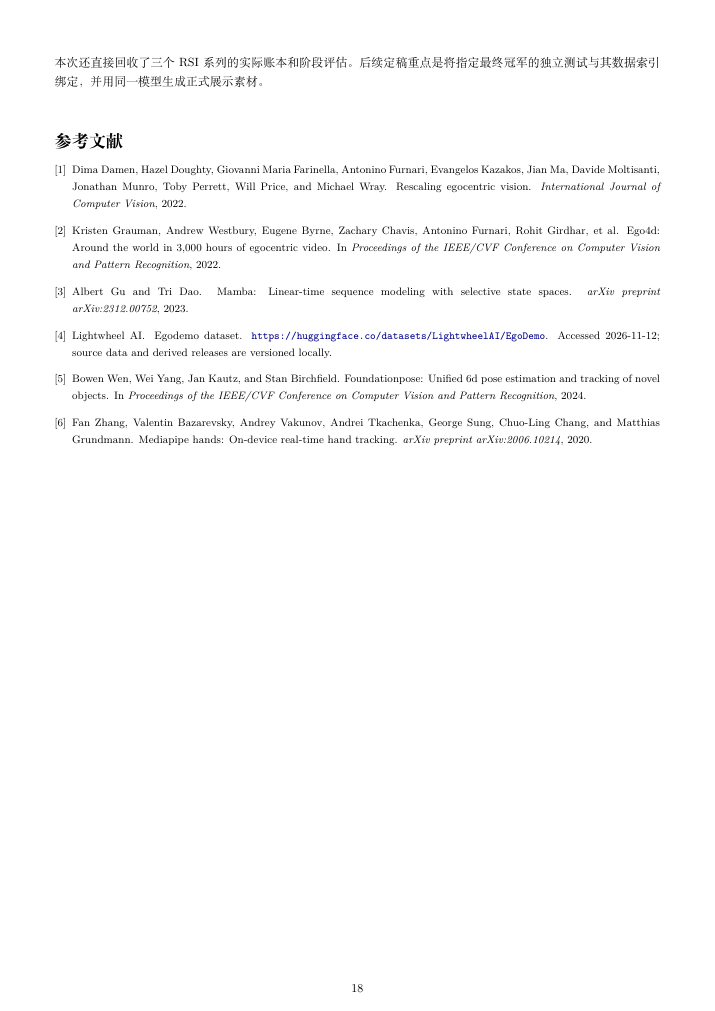 本次还直接回收了三个 RSI 系列的实际账本和阶段评估。后续定稿重点是将指定最终冠军的独立测试与其数据索引
绑定，并用同一模型生成正式展示素材。
参考文献
[1] Dima Damen, Hazel Doughty, Giovanni Maria Farinella, Antonino Furnari, Evangelos Kazakos, Jian Ma, Davide Moltisanti,
Jonathan Munro, Toby Perrett, Will Price, and Michael Wray. Rescaling egocentric vision. International Journal of
Computer Vision, 2022.
[2] Kristen Grauman, Andrew Westbury, Eugene Byrne, Zachary Chavis, Antonino Furnari, Rohit Girdhar, et al. Ego4d:
Around the world in 3,000 hours of egocentric video. In Proceedings of the IEEE/CVF Conference on Computer Vision
and Pattern Recognition, 2022.
[3] Albert Gu and Tri Dao. Mamba: Linear-time sequence modeling with selective state spaces. arXiv preprint
arXiv:2312.00752, 2023.
[4] Lightwheel AI. Egodemo dataset. https://huggingface.co/datasets/LightwheelAI/EgoDemo. Accessed 2026-11-12;
source data and derived releases are versioned locally.
[5] Bowen Wen, Wei Yang, Jan Kautz, and Stan Birchfield. Foundationpose: Unified 6d pose estimation and tracking of novel
objects. In Proceedings of the IEEE/CVF Conference on Computer Vision and Pattern Recognition, 2024.
[6] Fan Zhang, Valentin Bazarevsky, Andrey Vakunov, Andrei Tkachenka, George Sung, Chuo-Ling Chang, and Matthias
Grundmann. Mediapipe hands: On-device real-time hand tracking. arXiv preprint arXiv:2006.10214, 2020.
18